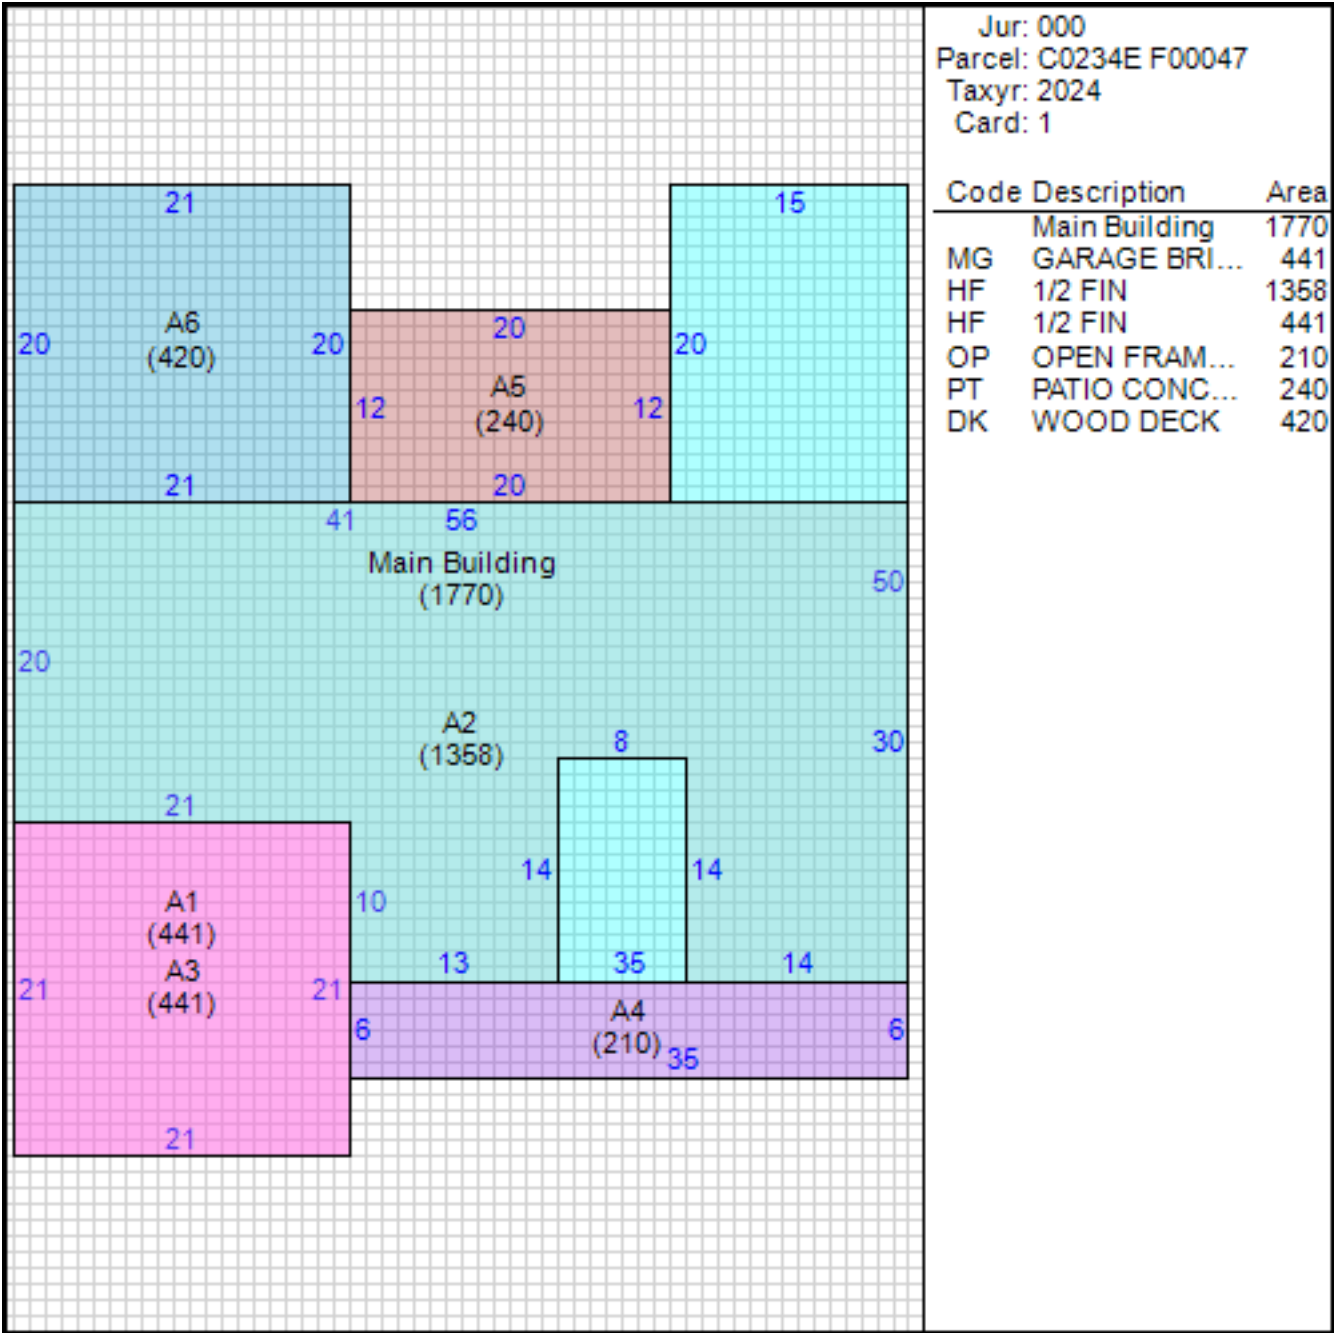 Jur: 000
Parcel: C0234E F00047
Taxyr: 2024
Card: 1
Code Description Area
Main Building 1770
MG GARAGE BRI... 441
HF 1/2 FIN 1358
HF 1/2 FIN 441
OP OPEN FRAM... 210
PT PATIO CONC... 240
DK WOOD DECK 420
21 15
A6
(420)
20 20 20 20
A5
(240)
12 12
21 20
41 56
Main Building
(1770)
50
20
A2
(1358)
8 30
21
14 14
A1
(441)
10
A3
(441)
13 35 14
21 21
A4
(210)
6 6
35
21